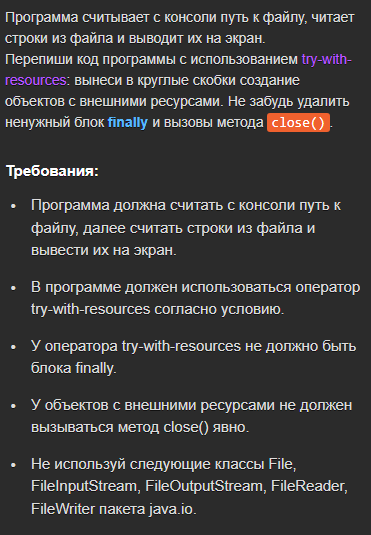 Программа считывает с консоли путь к файлу, читает
строки из файла и выводит их на экран.
Перепиши код программы с использованием try-with-
resources: вынеси в круглые скобки создание
объектов с внешними ресурсами. Не забудь удалить
ненужный блок finally и вызовы метода close().
Требования:
• Программа должна считать с консоли путь к
файлу, далее считать строки из файла и
вывести их на экран.
• В программе должен использоваться оператор
try-with-resources согласно условию.
• У оператора try-with-resources не должно быть
блока finally.
• У объектов с внешними ресурсами не должен
вызываться метод close() явно.
• Не используй следующие классы File,
FileInputStream, FileOutputStream, FileReader,
FileWriter пакета java.io.